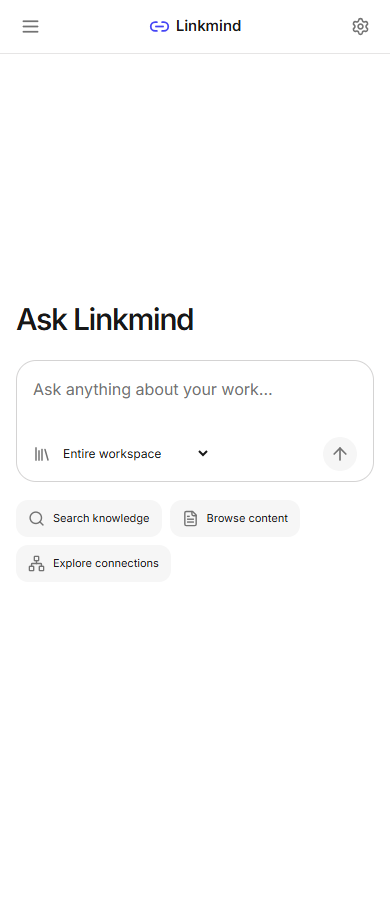 Linkmind
Ask Linkmind
Ask anything about your work...
Entire workspace
Search knowledge
Browse content
Explore connections